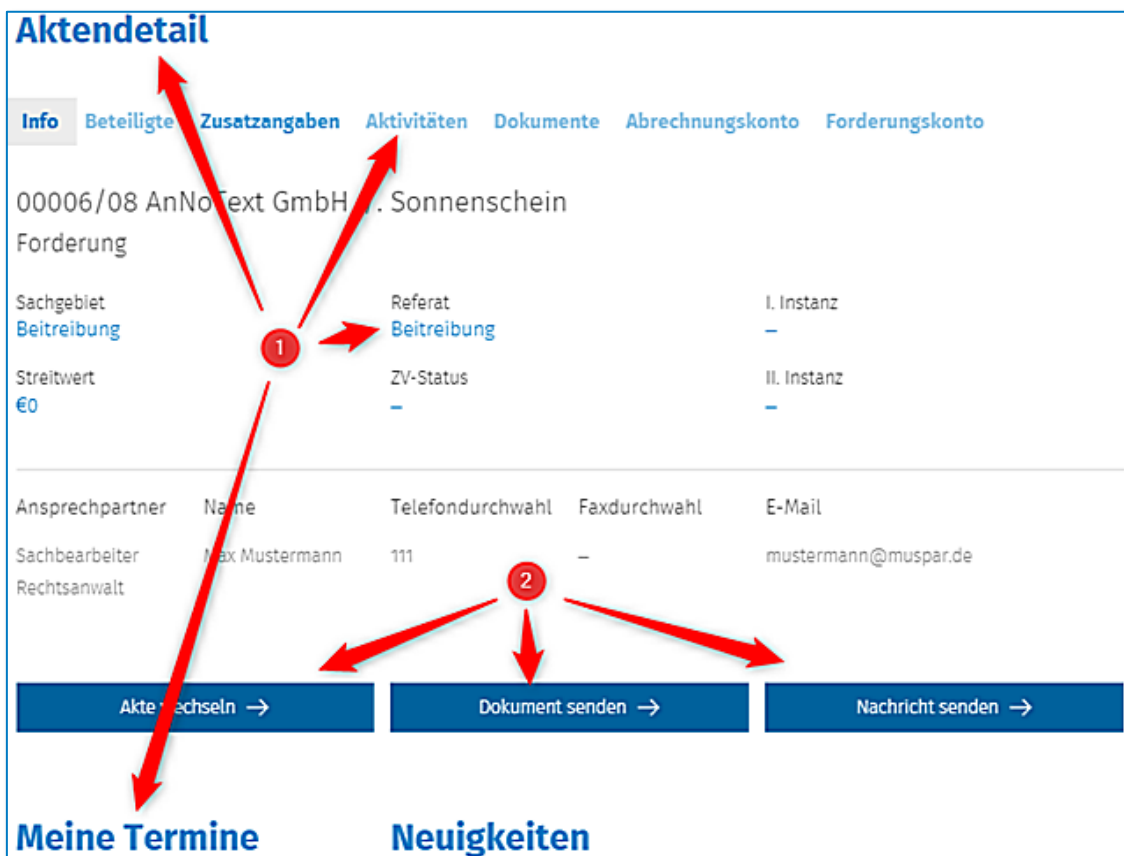 Aktendetail
Info Beteiligte Zusatzangaben Aktivitäten Dokumente Abrechnungskonto Forderungskonto
00006/08 AnNoText GmbH ./. Sonnenschein
Forderung
Sachgebiet Referat I. Instanz
Beitreibung Beitreibung –
1
Streitwert ZV-Status II. Instanz
€0 – –
Ansprechpartner Name Telefondurchwahl Faxdurchwahl E-Mail
Sachbearbeiter Max Mustermann 111 – mustermann@muspar.de
Rechtsanwalt
2
Akte wechseln → Dokument senden → Nachricht senden →
Meine Termine Neuigkeiten